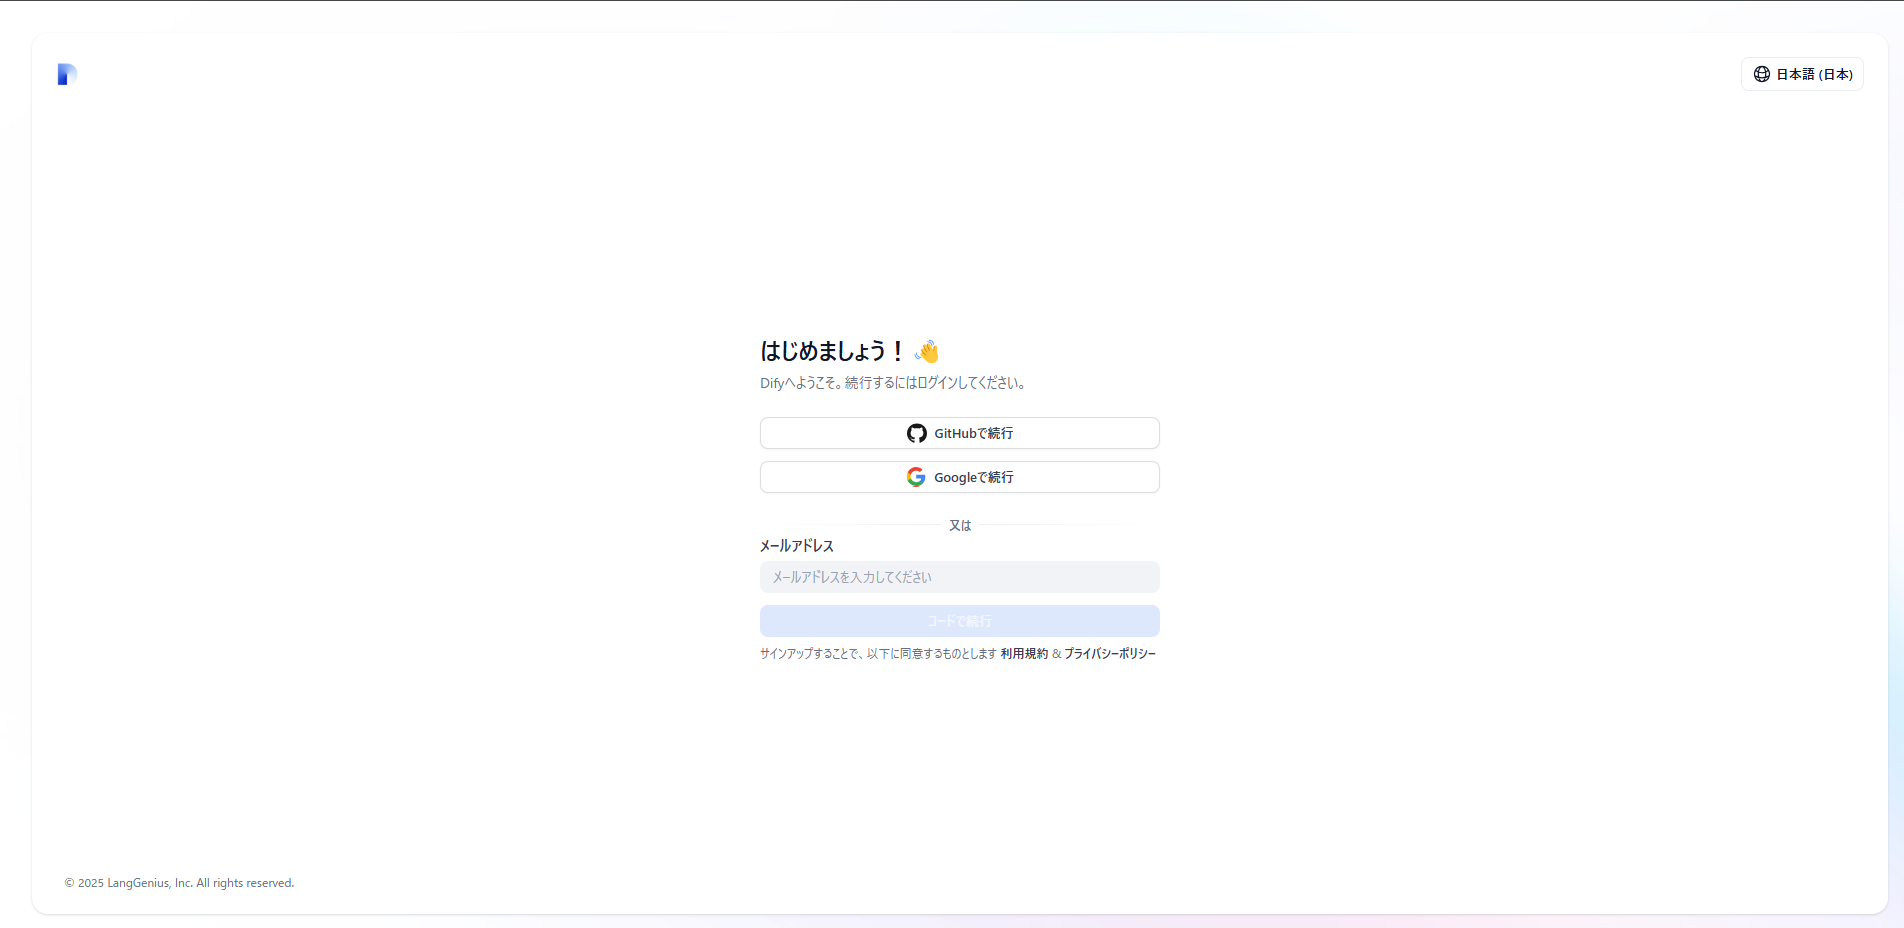 日本語 (日本)
はじめましょう！ 👋
Difyへようこそ。続行するにはログインしてください。
GitHubで続行
Googleで続行
又は
メールアドレス
メールアドレスを入力してください
コードで続行
サインアップすることで、以下に同意するものとします 利用規約 & プライバシーポリシー
© 2025 LangGenius, Inc. All rights reserved.